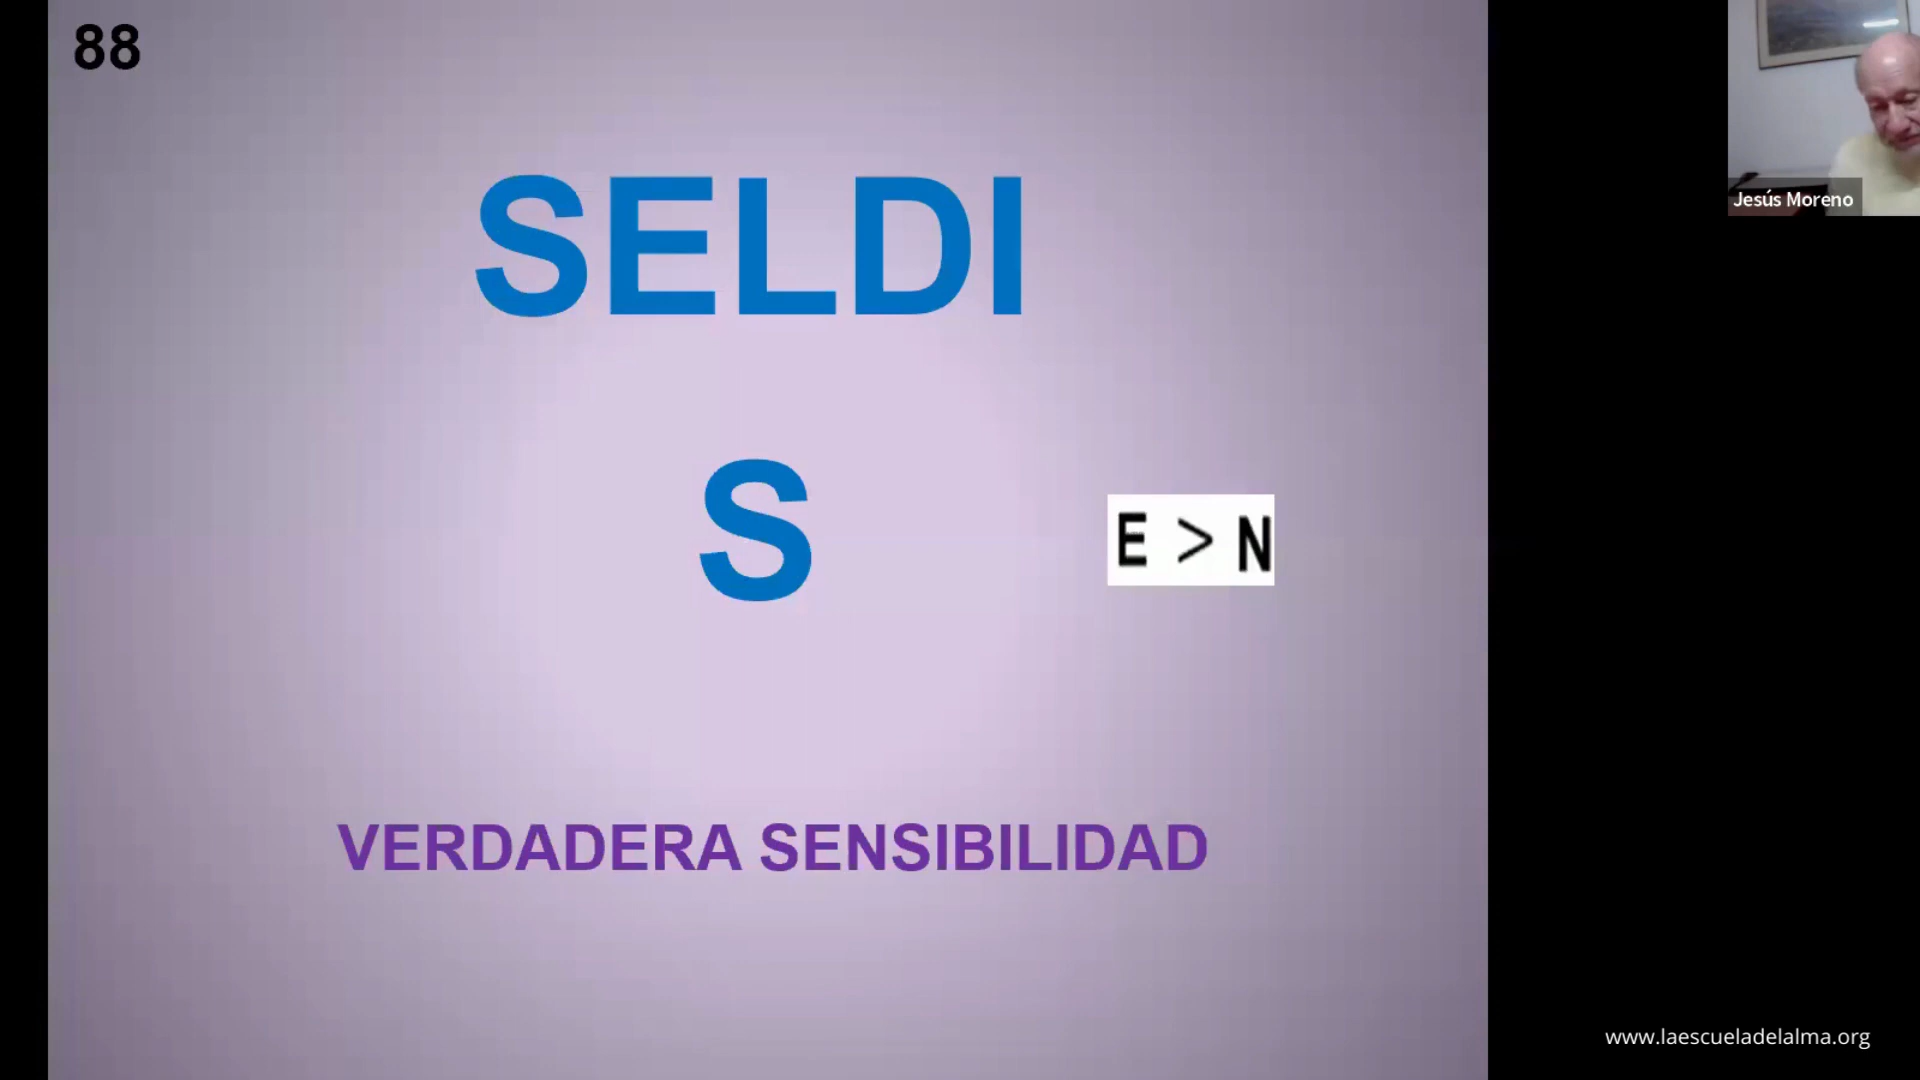 88
SELDI
S
E > N
VERDADERA SENSIBILIDAD
Jesús Moreno
www.laescueladelalma.org